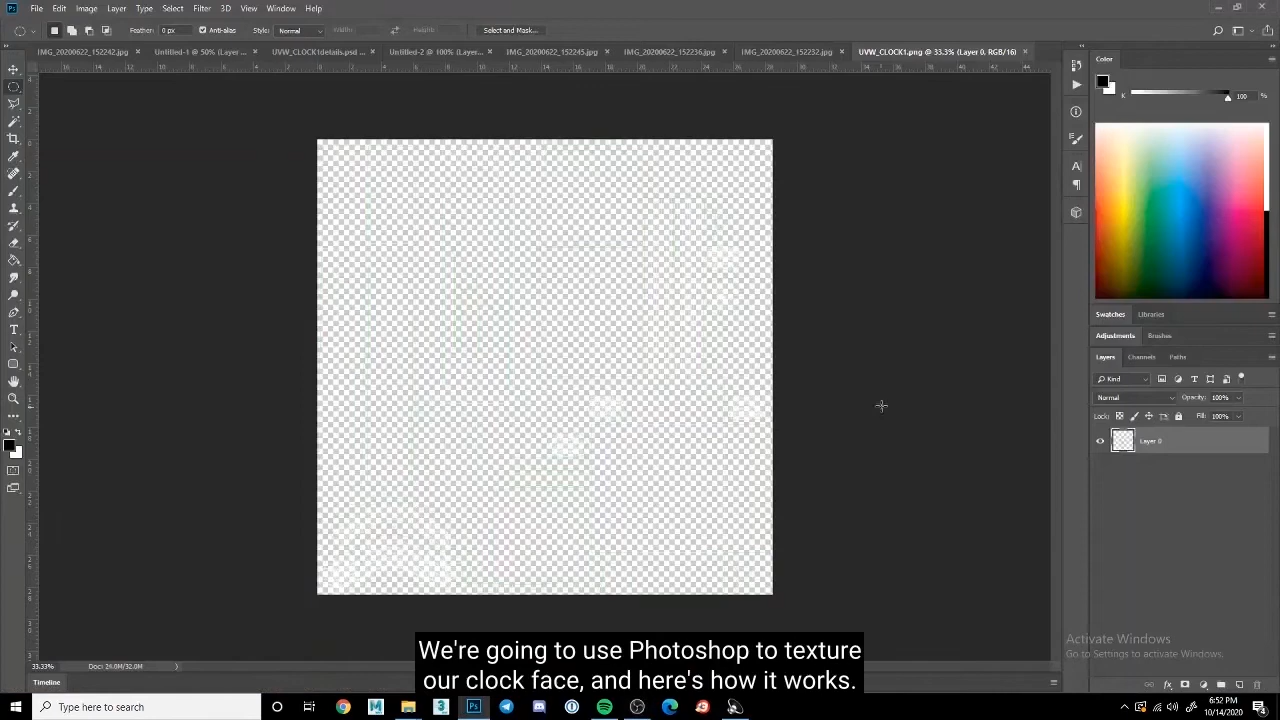 Ps File Edit Image Layer Type Select Filter 3D View Window Help
Feather: 0 px Anti-alias Style: Normal Width: Height: Select and Mask...
IMG_20200622_152242.jpg × Untitled-1 @ 50% (Layer ... × UVW_CLOCK1details.psd ... × Untitled-2 @ 100% (Layer... × IMG_20200622_152245.jpg × IMG_20200622_152236.jpg × IMG_20200622_152232.jpg × UVW_CLOCK1.png @ 33.3% (Layer 0, RGB/16) ×
Color
K 100 %
Swatches Libraries
Adjustments Brushes
Layers Channels Paths
Kind
Normal Opacity: 100%
Lock: Fill: 100%
Layer 0
We're going to use Photoshop to texture
our clock face, and here's how it works.
Activate Windows
Go to Settings to activate Windows.
33.33% Doc: 24.0M/32.0M
Timeline
Type here to search
6:52 PM
10/14/2020